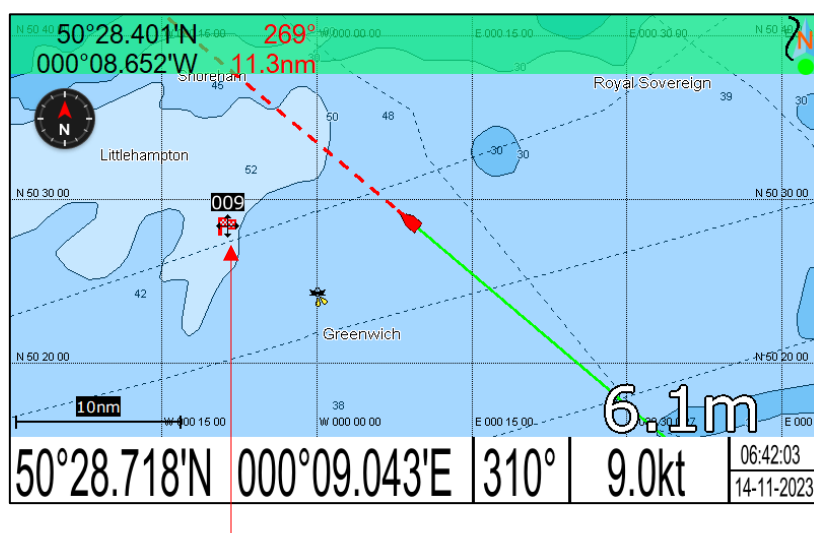 N 50 40 00
50°28.401'N 269°
000°08.652'W 11.3nm
W 000 00 00
E 000 15 00
E 000 30 00
N 50 40
N
30
Shoreham
45
Royal Sovereign
39
30
50
48
N
Littlehampton
52
30
30
N 50 30 00
N 50 30 00
009
42
Greenwich
N 50 20 00
N 50 20 00
10nm
38
6.1m
W 000 15 00
W 000 00 00
E 000 15 00
E 000
50°28.718'N
000°09.043'E
310°
9.0kt
06:42:03
14-11-2023